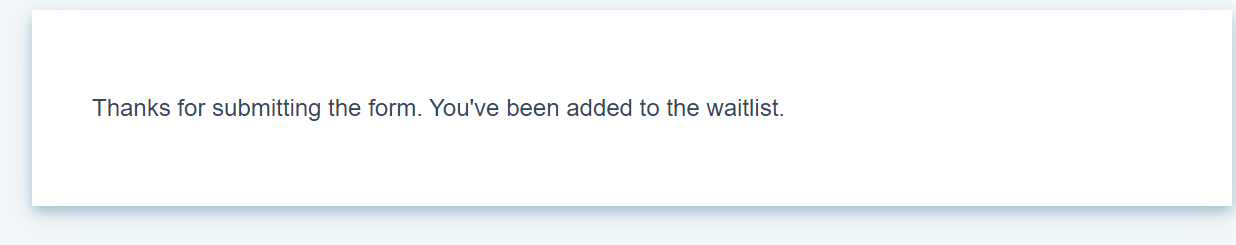 Thanks for submitting the form. You've been added to the waitlist.